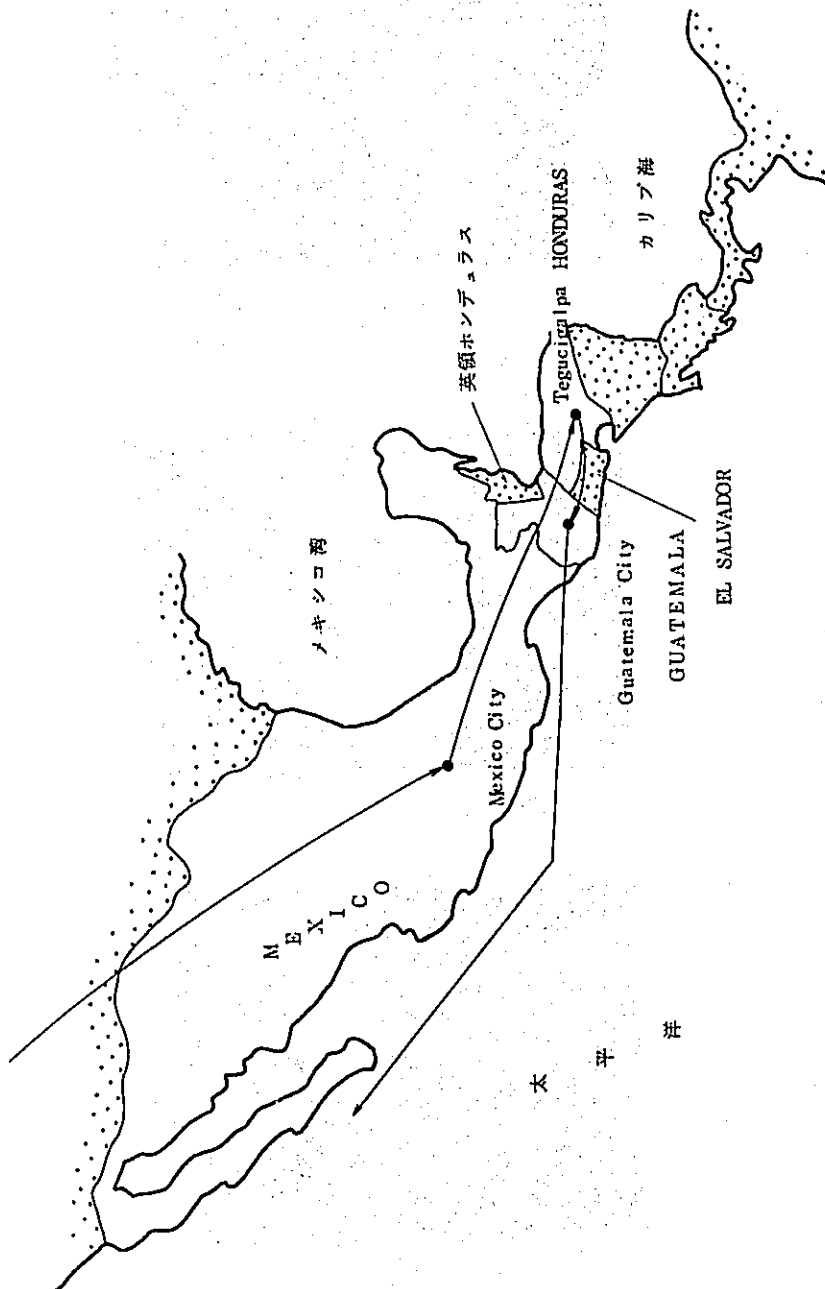 メキシコ湾
英領ホンデュラス
カリブ海
Tegucigalpa HONDURAS
MEXICO
Mexico City
Guatemala City
GUATEMALA
EL SALVADOR
太平洋